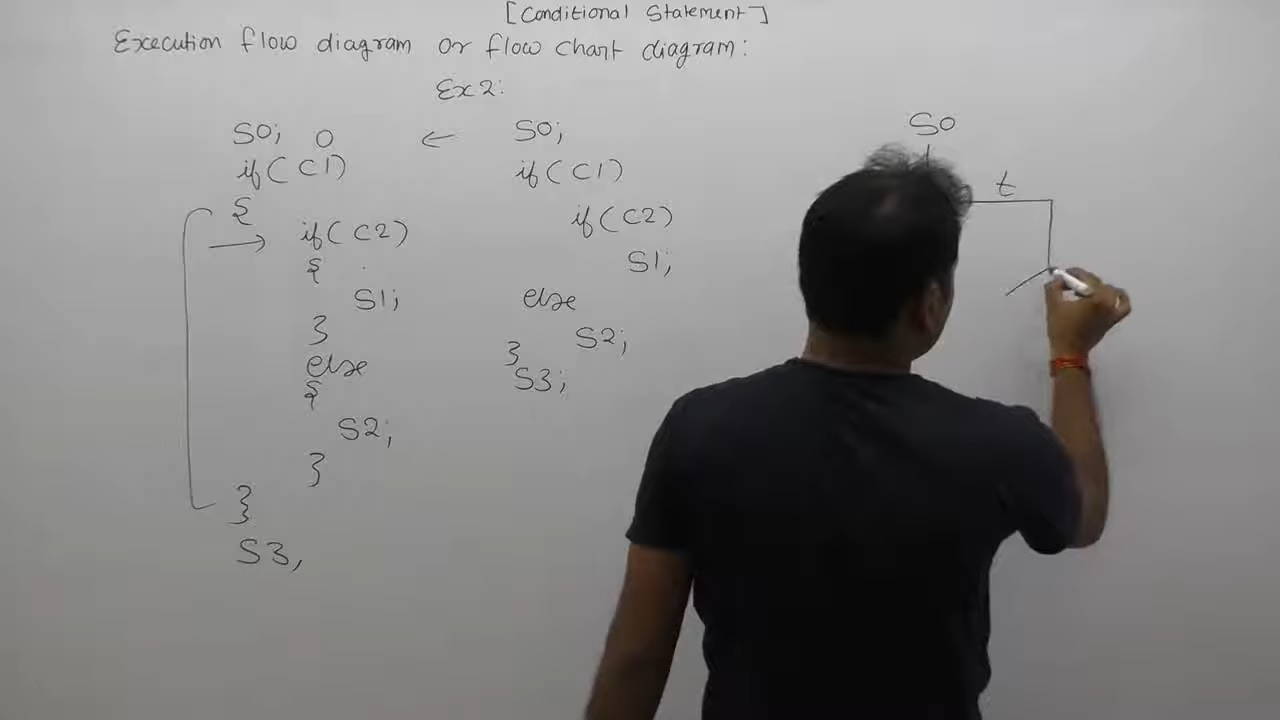 [Conditional Statement]
Execution flow diagram or flow chart diagram:
Ex2:
S0; 0
if(C1)
{
→ if(C2)
{
S1;
}
else
{
S2;
}
}
S3,
←
S0;
if(C1)
if(C2)
S1;
else
S2;
}
S3;
S0
t